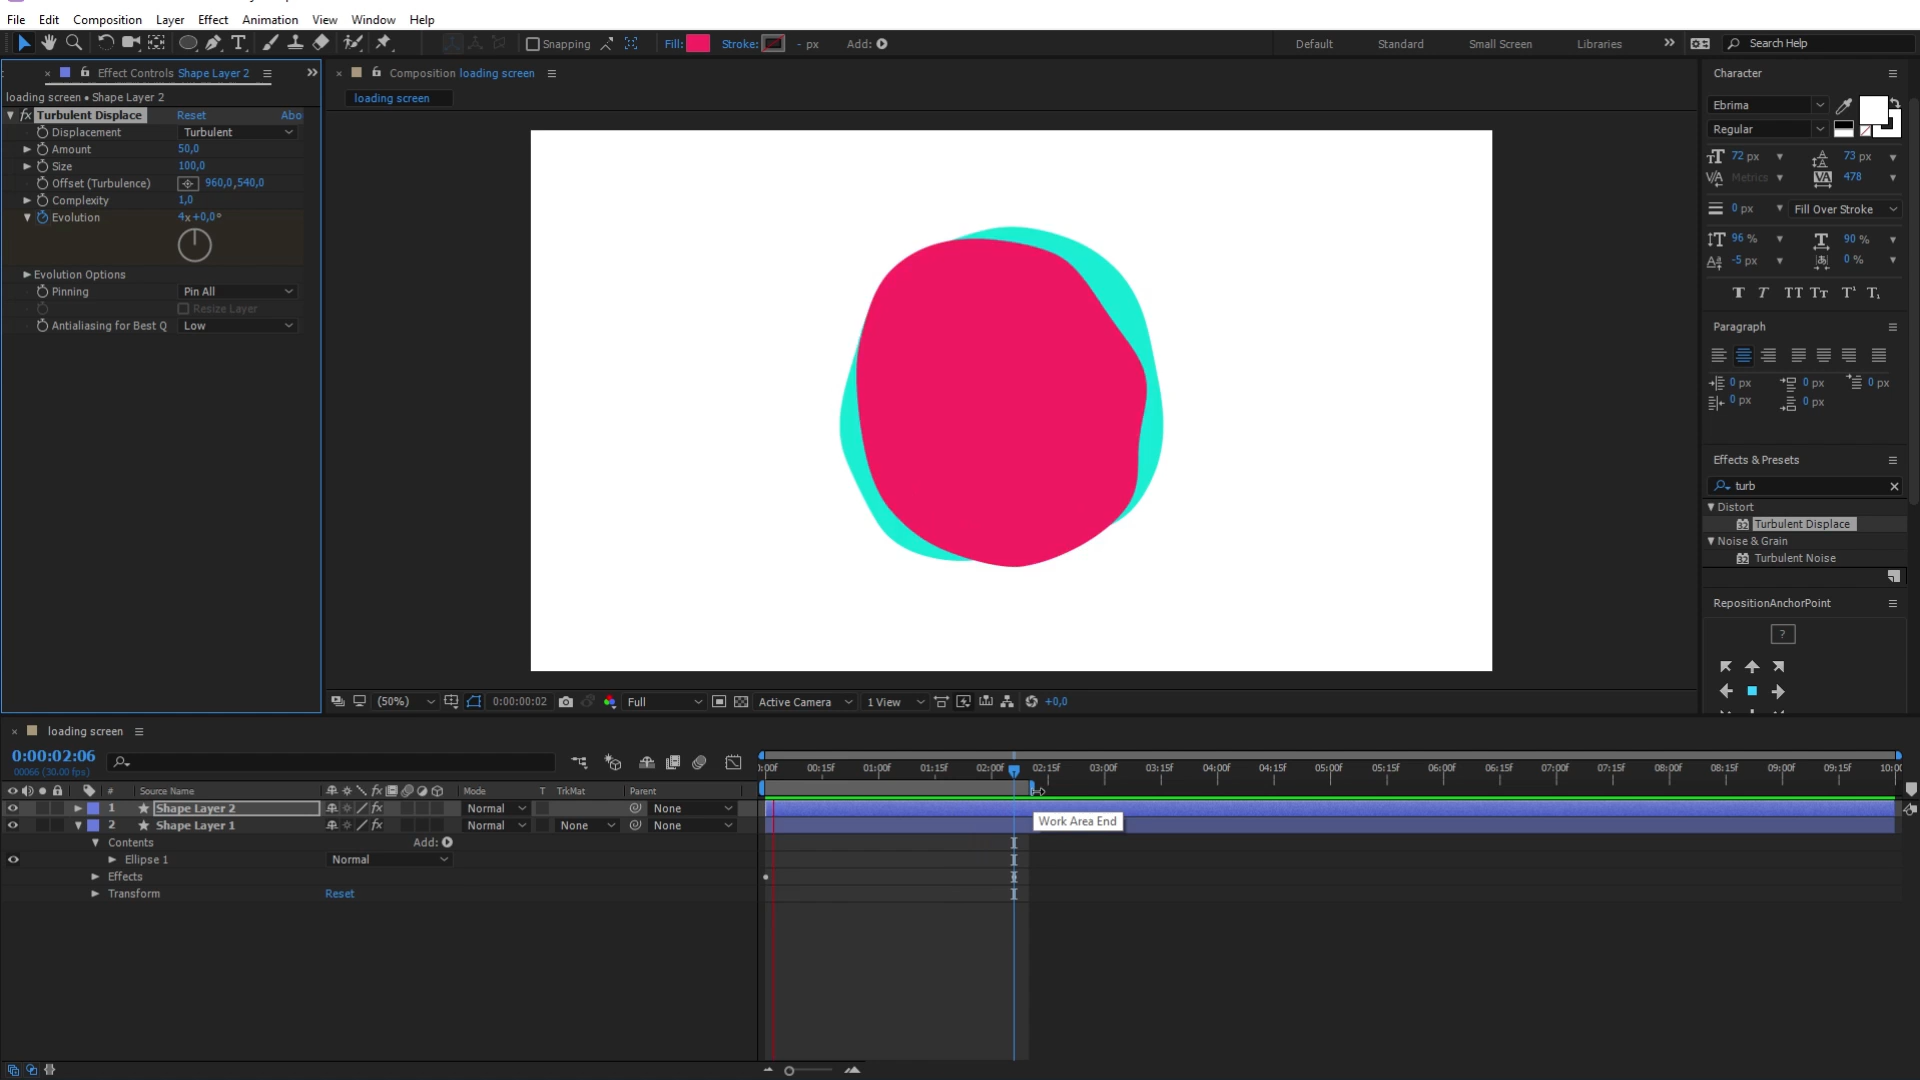 File Edit Composition Layer Effect Animation View Window Help
Snapping Fill: Stroke: - px Add: Default Standard Small Screen Libraries Search Help
Effect Controls Shape Layer 2
loading screen • Shape Layer 2
fx Turbulent Displace Reset Abo
Displacement Turbulent
Amount 50,0
Size 100,0
Offset (Turbulence) 960,0,540,0
Complexity 1,0
Evolution 4x+0,0°
Evolution Options
Pinning Pin All
Resize Layer
Antialiasing for Best Q Low
Composition loading screen
loading screen
(50%) 0:00:00:02 Full Active Camera 1 View +0,0
Character
Ebrima
Regular
72 px 73 px
Metrics 478
0 px Fill Over Stroke
96 % 90 %
-5 px 0 %
T T TT Tr T¹ T₁
Paragraph
0 px 0 px 0 px
0 px 0 px
Effects & Presets
turb
Distort
Turbulent Displace
Noise & Grain
Turbulent Noise
RepositionAnchorPoint
?
loading screen
0:00:02:06
00066 (30.00 fps)
:00f 00:15f 01:00f 01:15f 02:00f 02:15f 03:00f 03:15f 04:00f 04:15f 05:00f 05:15f 06:00f 06:15f 07:00f 07:15f 08:00f 08:15f 09:00f 09:15f 10:0
# Source Name Mode T TrkMat Parent
1 Shape Layer 2 Normal None
2 Shape Layer 1 Normal None None
Work Area End
Contents Add:
Ellipse 1 Normal
Effects
Transform Reset